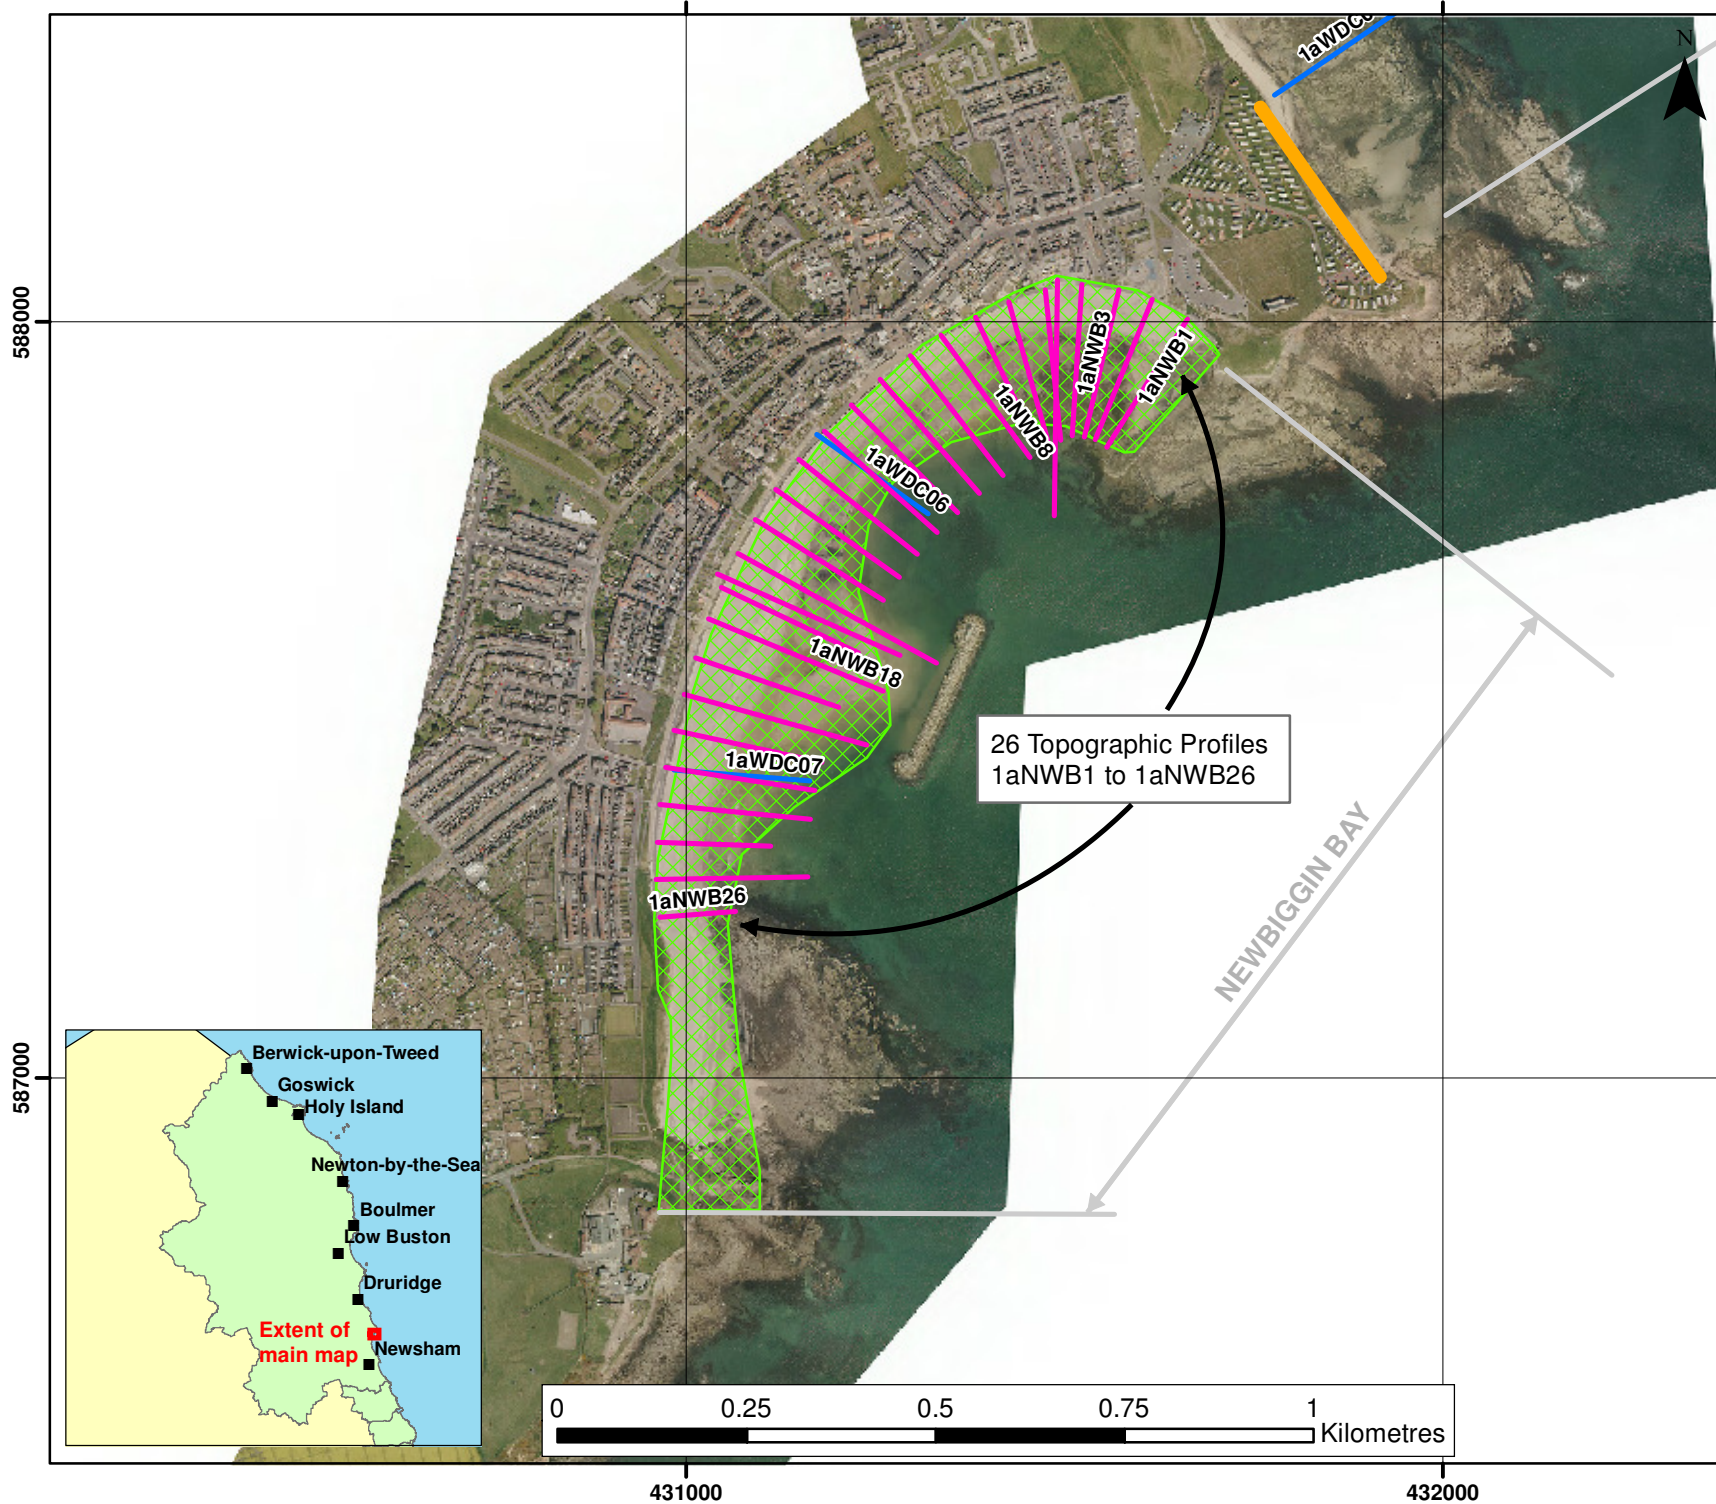 1aWDC0
N
588000
1aNWB3
1aNWB1
1aNWB8
1aWDC06
1aNWB18
26 Topographic Profiles
1aNWB1 to 1aNWB26
1aWDC07
NEWBIGGIN BAY
1aNWB26
587000
Berwick-upon-Tweed
Goswick
Holy Island
Newton-by-the-Sea
Boulmer
Low Buston
Druridge
Extent of
main map
Newsham
0 0.25 0.5 0.75 1
Kilometres
431000 432000